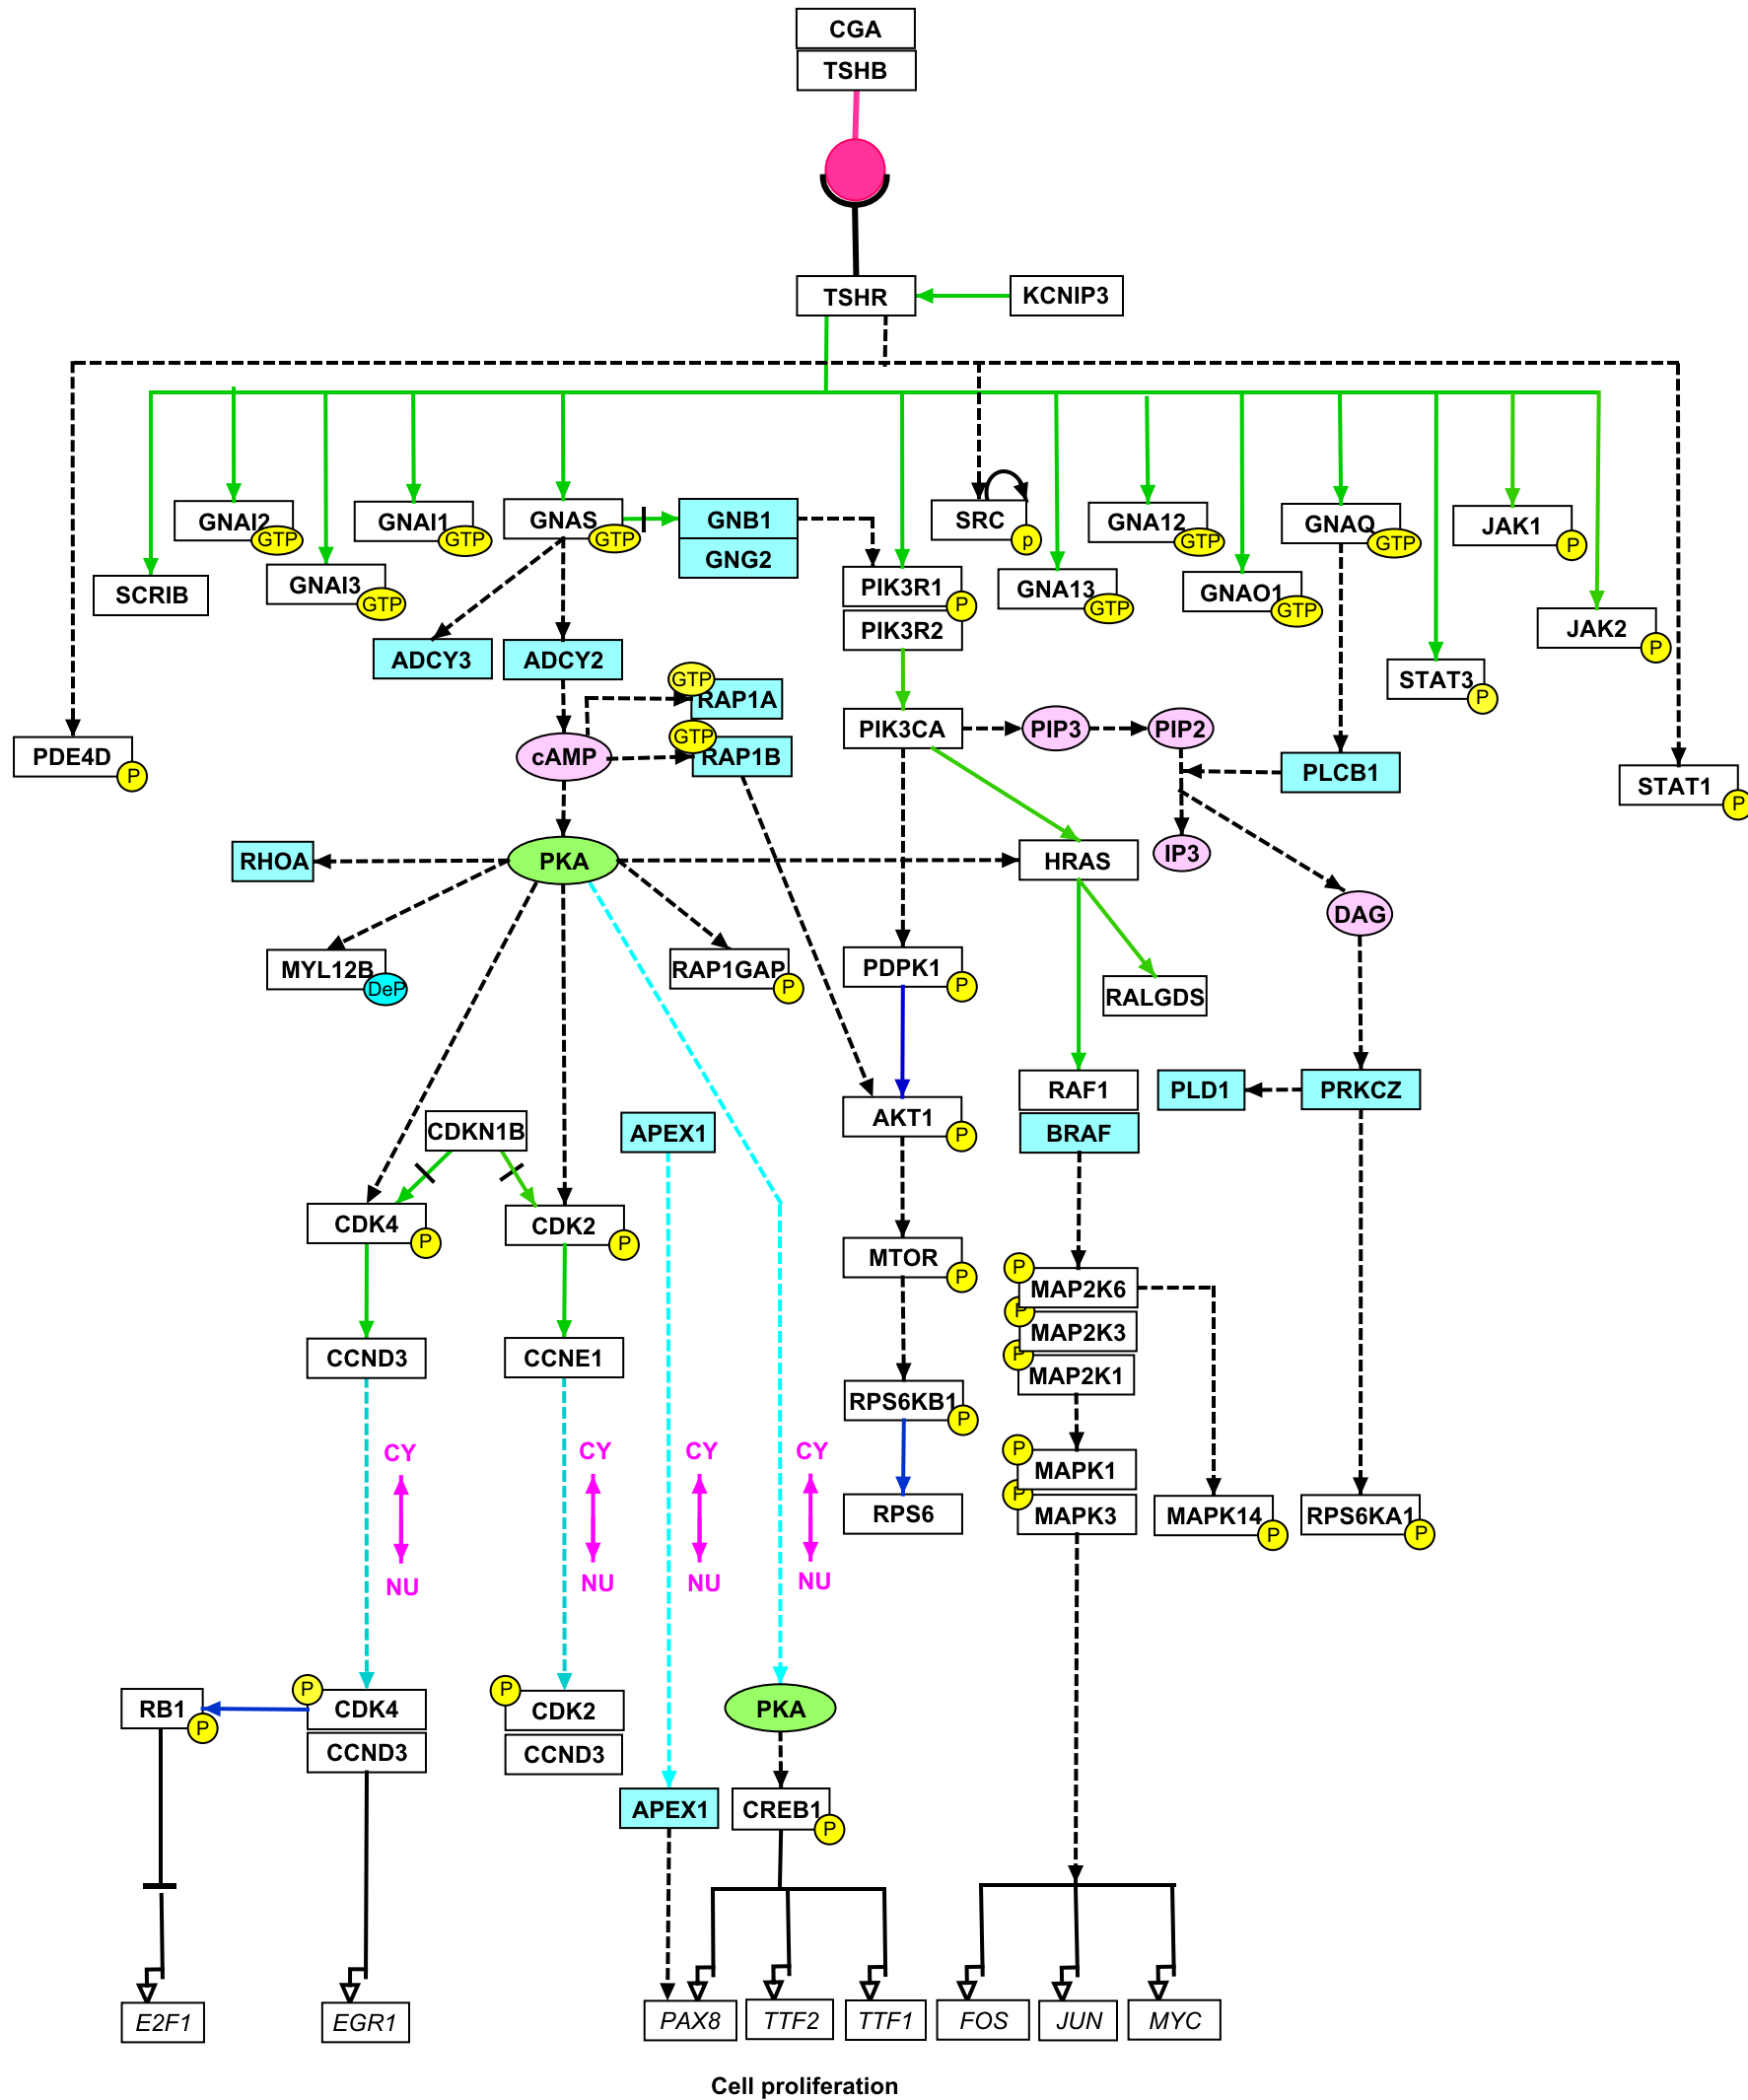 CGA
TSHB
TSHR
KCNIP3
GNAI2
GTP
GNAI1
GTP
GNAS
GTP
GNB1
GNG2
SRC
p
GNA12
GTP
GNAQ
GTP
JAK1
P
SCRIB
GNAI3
GTP
PIK3R1
P
PIK3R2
GNA13
GTP
GNAO1
GTP
JAK2
P
ADCY3
ADCY2
GTP
RAP1A
STAT3
P
PDE4D
P
cAMP
GTP
RAP1B
PIK3CA
PIP3
PIP2
PLCB1
STAT1
P
RHOA
PKA
HRAS
IP3
DAG
MYL12B
DeP
RAP1GAP
P
PDPK1
P
RALGDS
CDKN1B
APEX1
AKT1
P
RAF1
BRAF
PLD1
PRKCZ
CDK4
P
CDK2
P
MTOR
P
P
MAP2K6
P
MAP2K3
P
MAP2K1
CCND3
CCNE1
RPS6KB1
P
CY
CY
CY
CY
P
MAPK1
P
MAPK3
RPS6
MAPK14
P
RPS6KA1
P
NU
NU
NU
NU
RB1
P
P
CDK4
CCND3
P
CDK2
CCND3
PKA
APEX1
CREB1
P
E2F1
EGR1
PAX8
TTF2
TTF1
FOS
JUN
MYC
Cell proliferation